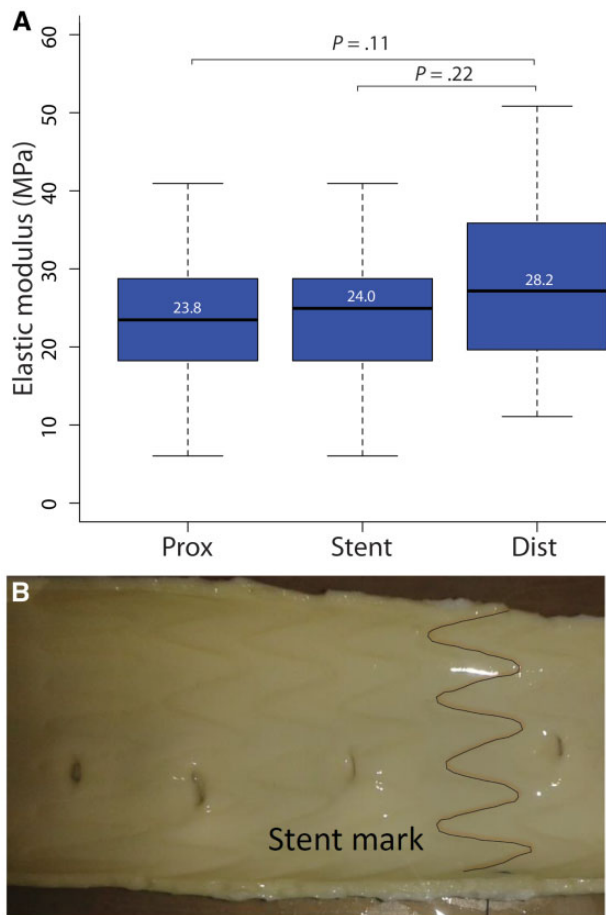 A
Elastic modulus (MPa)
60
50
40
30
20
10
0
P = .11
P = .22
23.8
24.0
28.2
Prox Stent Dist
B
Stent mark